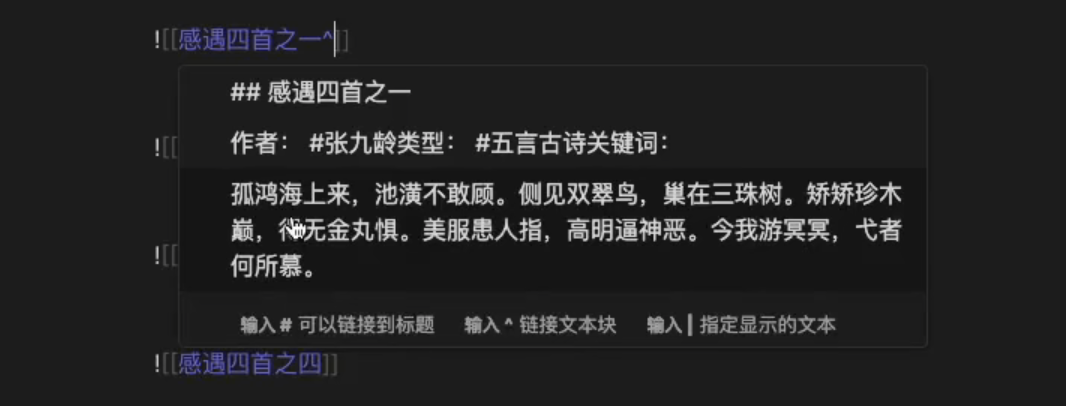 ![[感遇四首之一^]]
## 感遇四首之一
作者： #张九龄类型： #五言古诗关键词：
孤鸿海上来，池潢不敢顾。侧见双翠鸟，巢在三珠树。矫矫珍木
巅，得无金丸惧。美服患人指，高明逼神恶。今我游冥冥，弋者
何所慕。
输入 # 可以链接到标题 输入 ^ 链接文本块 输入 | 指定显示的文本
![[
![[
![[感遇四首之四]]